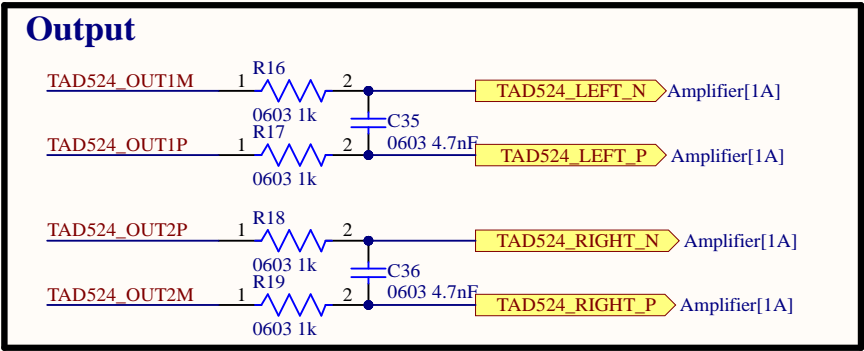 Output
R16
TAD524_OUT1M 1 2 TAD524_LEFT_N Amplifier[1A]
0603 1k
C35
R17
0603 4.7nF
TAD524_OUT1P 1 2 TAD524_LEFT_P Amplifier[1A]
0603 1k
R18
TAD524_OUT2P 1 2 TAD524_RIGHT_N Amplifier[1A]
0603 1k
C36
R19
0603 4.7nF
TAD524_OUT2M 1 2 TAD524_RIGHT_P Amplifier[1A]
0603 1k